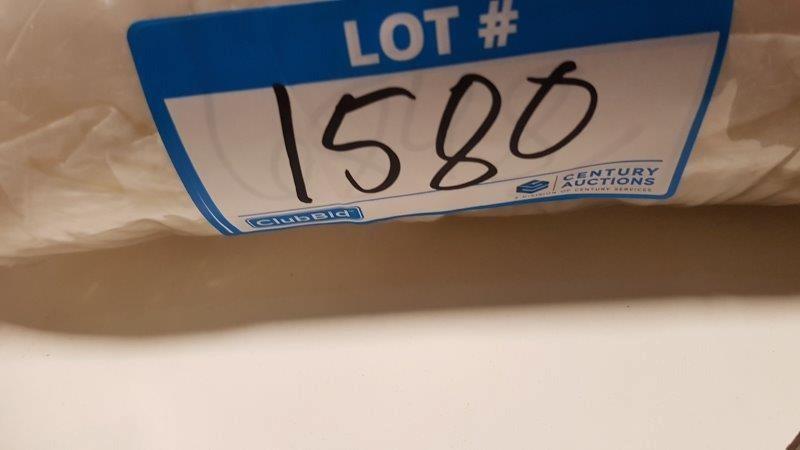 LOT #
1580
ClubBid
CENTURY
AUCTIONS
A DIVISION OF CENTURY SERVICES